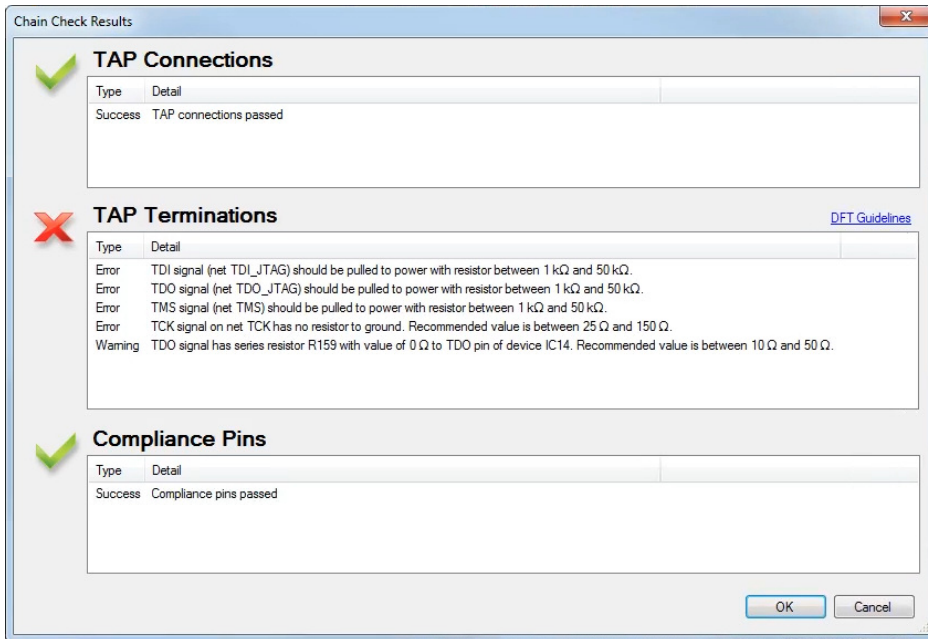 Chain Check Results
TAP Connections
Type Detail
Success TAP connections passed
TAP Terminations
DFT Guidelines
Type Detail
Error TDI signal (net TDI_JTAG) should be pulled to power with resistor between 1 kΩ and 50 kΩ.
Error TDO signal (net TDO_JTAG) should be pulled to power with resistor between 1 kΩ and 50 kΩ.
Error TMS signal (net TMS) should be pulled to power with resistor between 1 kΩ and 50 kΩ.
Error TCK signal on net TCK has no resistor to ground. Recommended value is between 25 Ω and 150 Ω.
Warning TDO signal has series resistor R159 with value of 0 Ω to TDO pin of device IC14. Recommended value is between 10 Ω and 50 Ω.
Compliance Pins
Type Detail
Success Compliance pins passed
OK Cancel